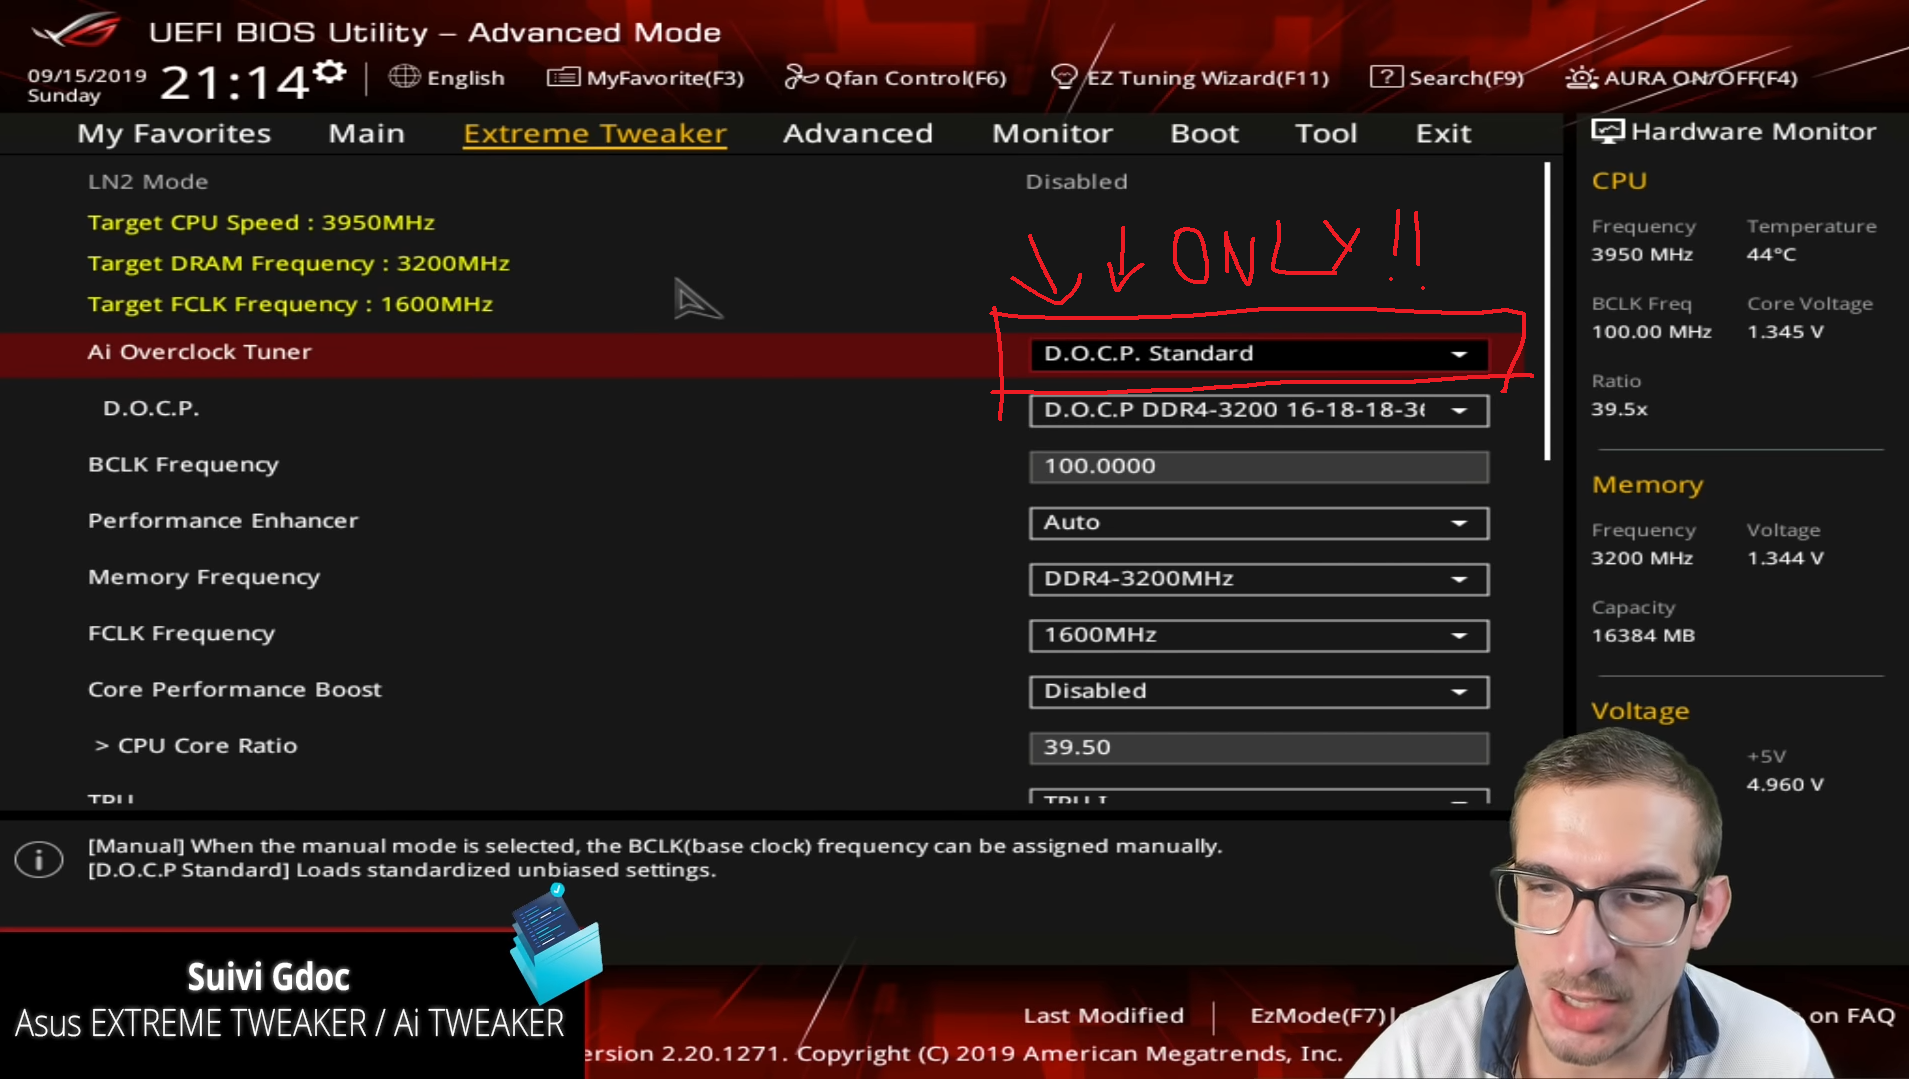 UEFI BIOS Utility – Advanced Mode
09/15/2019
Sunday
21:14
English
MyFavorite(F3)
Qfan Control(F6)
EZ Tuning Wizard(F11)
Search(F9)
AURA ON/OFF(F4)
My Favorites
Main
Extreme Tweaker
Advanced
Monitor
Boot
Tool
Exit
LN2 Mode
Disabled
Target CPU Speed : 3950MHz
Target DRAM Frequency : 3200MHz
Target FCLK Frequency : 1600MHz
ONLY!!
Ai Overclock Tuner
D.O.C.P. Standard
D.O.C.P.
D.O.C.P DDR4-3200 16-18-18-36
BCLK Frequency
100.0000
Performance Enhancer
Auto
Memory Frequency
DDR4-3200MHz
FCLK Frequency
1600MHz
Core Performance Boost
Disabled
> CPU Core Ratio
39.50
TPU
TPU I
[Manual] When the manual mode is selected, the BCLK(base clock) frequency can be assigned manually.
[D.O.C.P Standard] Loads standardized unbiased settings.
Hardware Monitor
CPU
Frequency
Temperature
3950 MHz
44°C
BCLK Freq
Core Voltage
100.00 MHz
1.345 V
Ratio
39.5x
Memory
Frequency
Voltage
3200 MHz
1.344 V
Capacity
16384 MB
Voltage
+5V
4.960 V
Suivi Gdoc
Asus EXTREME TWEAKER / Ai TWEAKER
Last Modified
EzMode(F7)
on FAQ
ersion 2.20.1271. Copyright (C) 2019 American Megatrends, Inc.